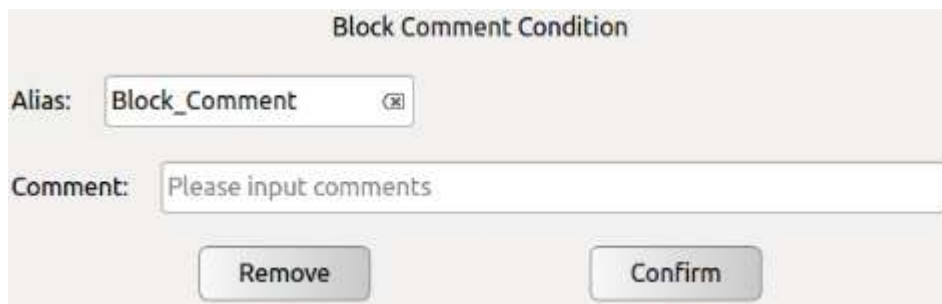 Block Comment Condition
Alias: Block_Comment
Comment: Please input comments
Remove Confirm